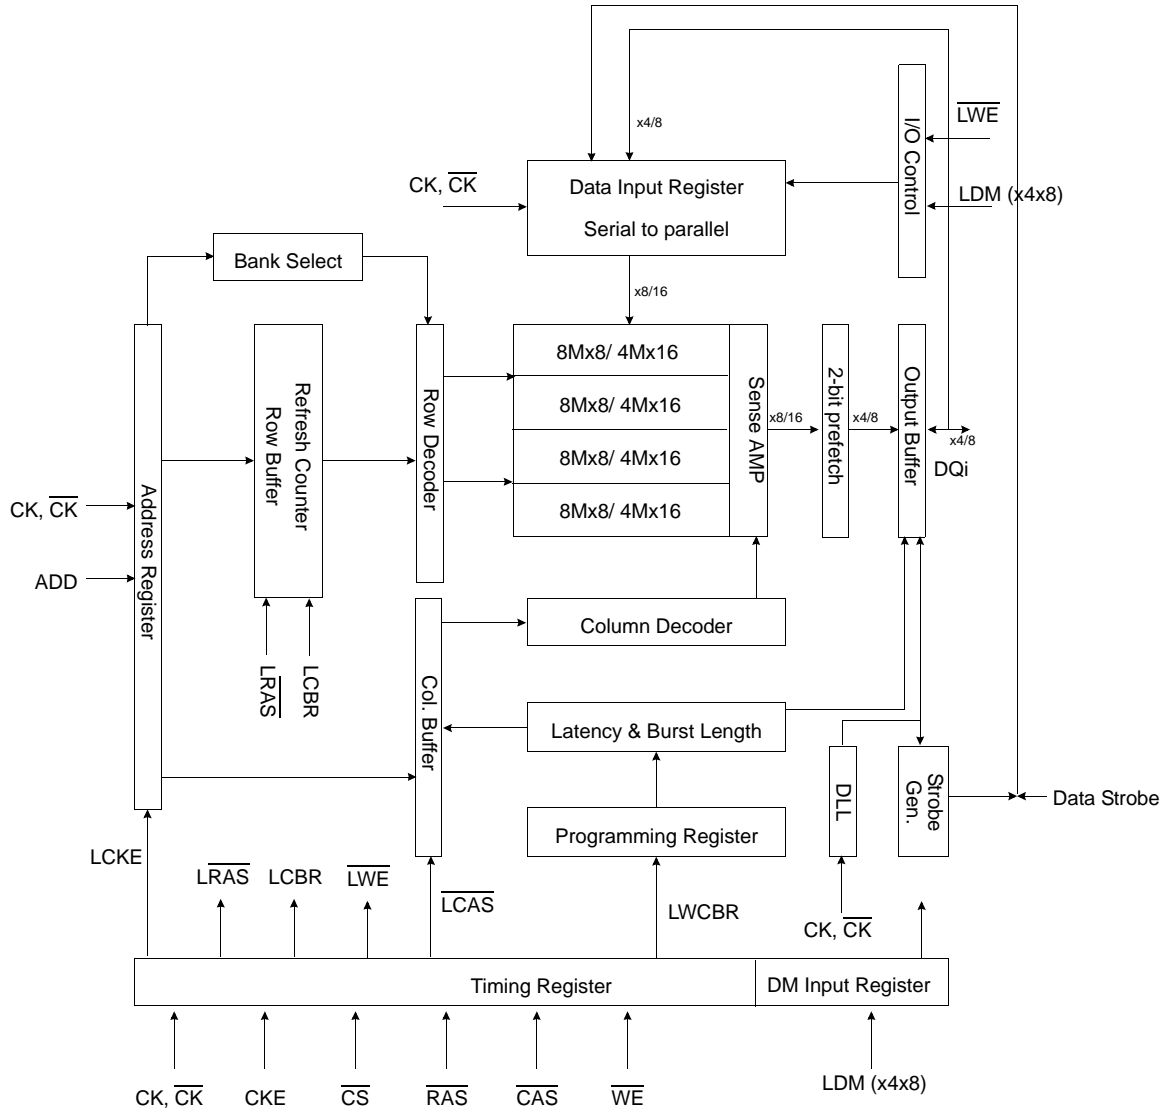 x4/8
LWE
I/O Control
CK, CK
Data Input Register
Serial to parallel
LDM (x4x8)
Bank Select
x8/16
Address Register
Refresh Counter
Row Buffer
Row Decoder
8Mx8/ 4Mx16
8Mx8/ 4Mx16
8Mx8/ 4Mx16
8Mx8/ 4Mx16
Sense AMP
x8/16
2-bit prefetch
x4/8
Output Buffer
x4/8
DQi
CK, CK
ADD
LRAS
LCBR
Col. Buffer
Column Decoder
Latency & Burst Length
Programming Register
DLL
Strobe
Gen.
Data Strobe
LCKE
LRAS
LCBR
LWE
LCAS
LWCBR
CK, CK
Timing Register
DM Input Register
CK, CK
CKE
CS
RAS
CAS
WE
LDM (x4x8)